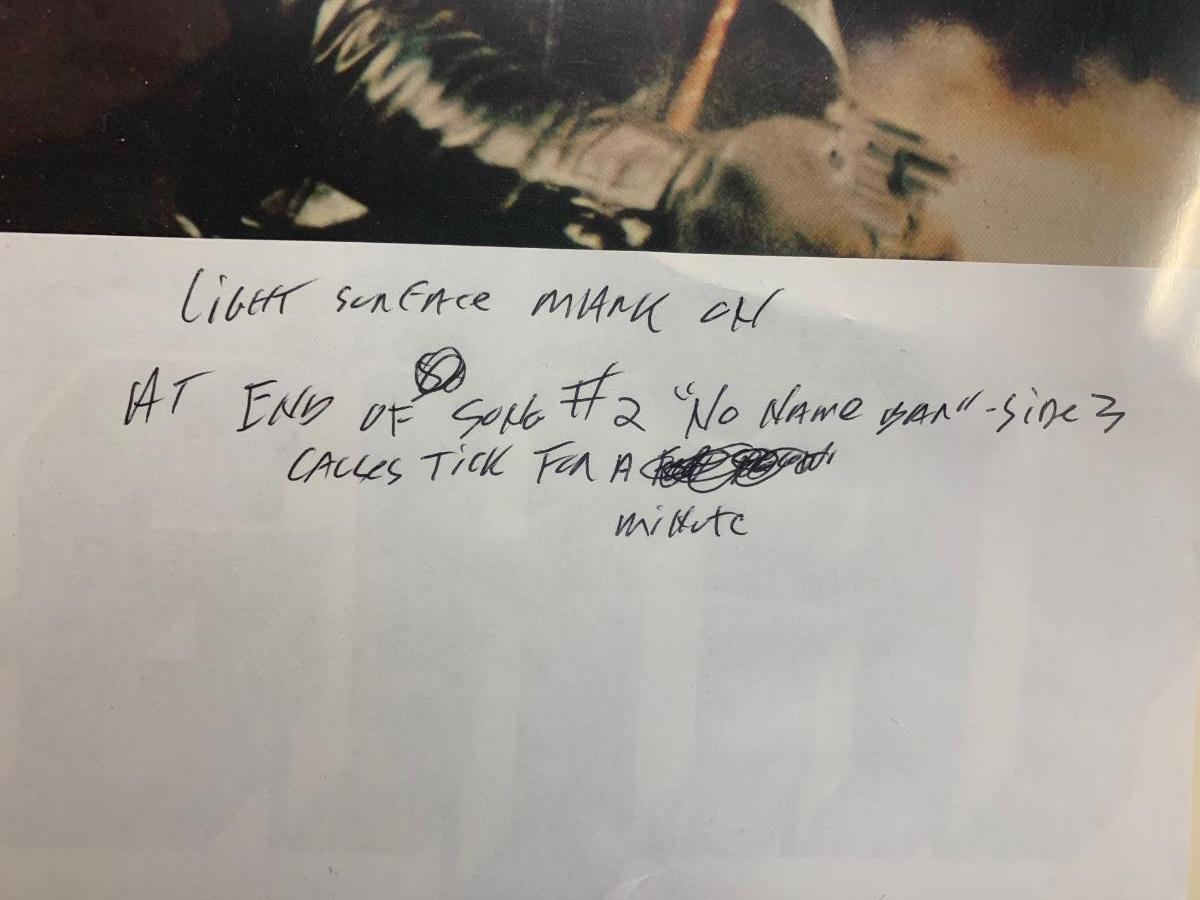 LIGHT SURFACE MARK ON
AT END OF SONG #2 "NO NAME BAR" - SIDE 3
CAUSES TICK FOR A
MINUTE